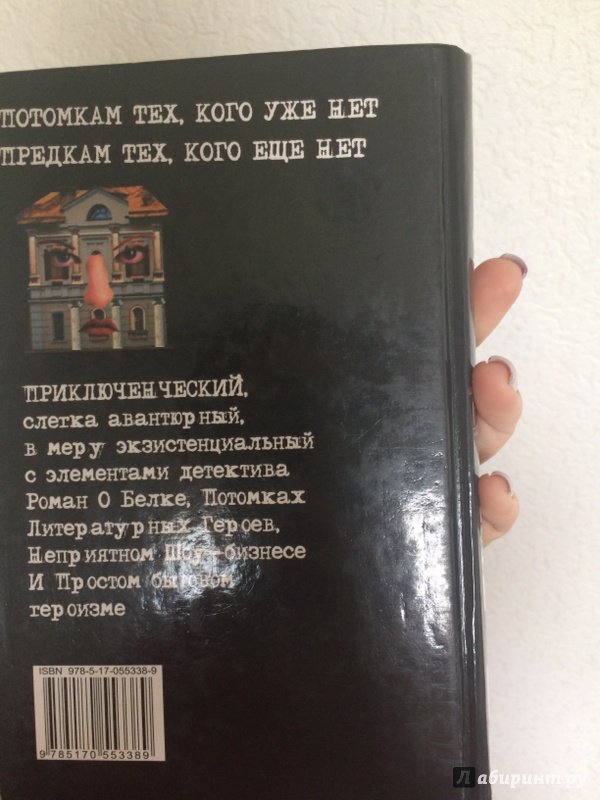 ПОТОМКАМ ТЕХ, КОГО УЖЕ НЕТ
ПРЕДКАМ ТЕХ, КОГО ЕЩЕ НЕТ
ПРИКЛЮЧЕНЧЕСКИЙ,
слегка авантюрный,
в меру экзистенциальный
с элементами детектива
Роман О Белке, Потомках
Литературных Героев,
Неприятном Шоу-бизнесе
И Простом бытовом
героизме
ISBN 978-5-17-055338-9
9 785170 553389
Лабиринт.ру